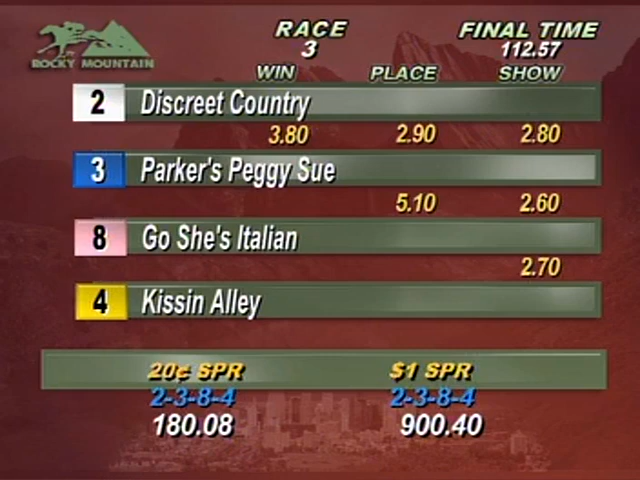 RACE
3
FINAL TIME
112.57
ROCKY MOUNTAIN
WIN PLACE SHOW
2 Discreet Country
3.80 2.90 2.80
3 Parker's Peggy Sue
5.10 2.60
8 Go She's Italian
2.70
4 Kissin Alley
20¢ SPR $1 SPR
2-3-8-4 2-3-8-4
180.08 900.40